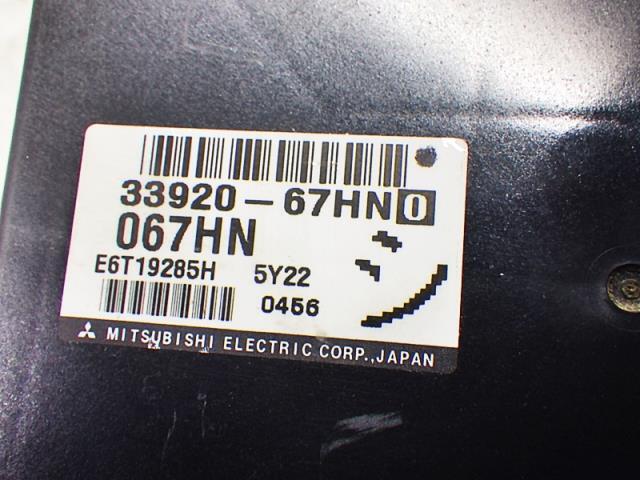 33920-67HN0
067HN
E6T19285H 5Y22
0456
MITSUBISHI ELECTRIC CORP.,JAPAN